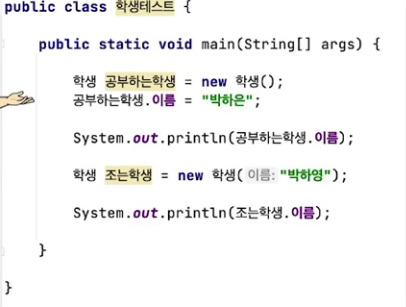 public class 학생테스트 {
public static void main(String[] args) {
학생 공부하는학생 = new 학생();
공부하는학생.이름 = "박하은";
System.out.println(공부하는학생.이름);
학생 조는학생 = new 학생( 이름: "박하영");
System.out.println(조는학생.이름);
}
}